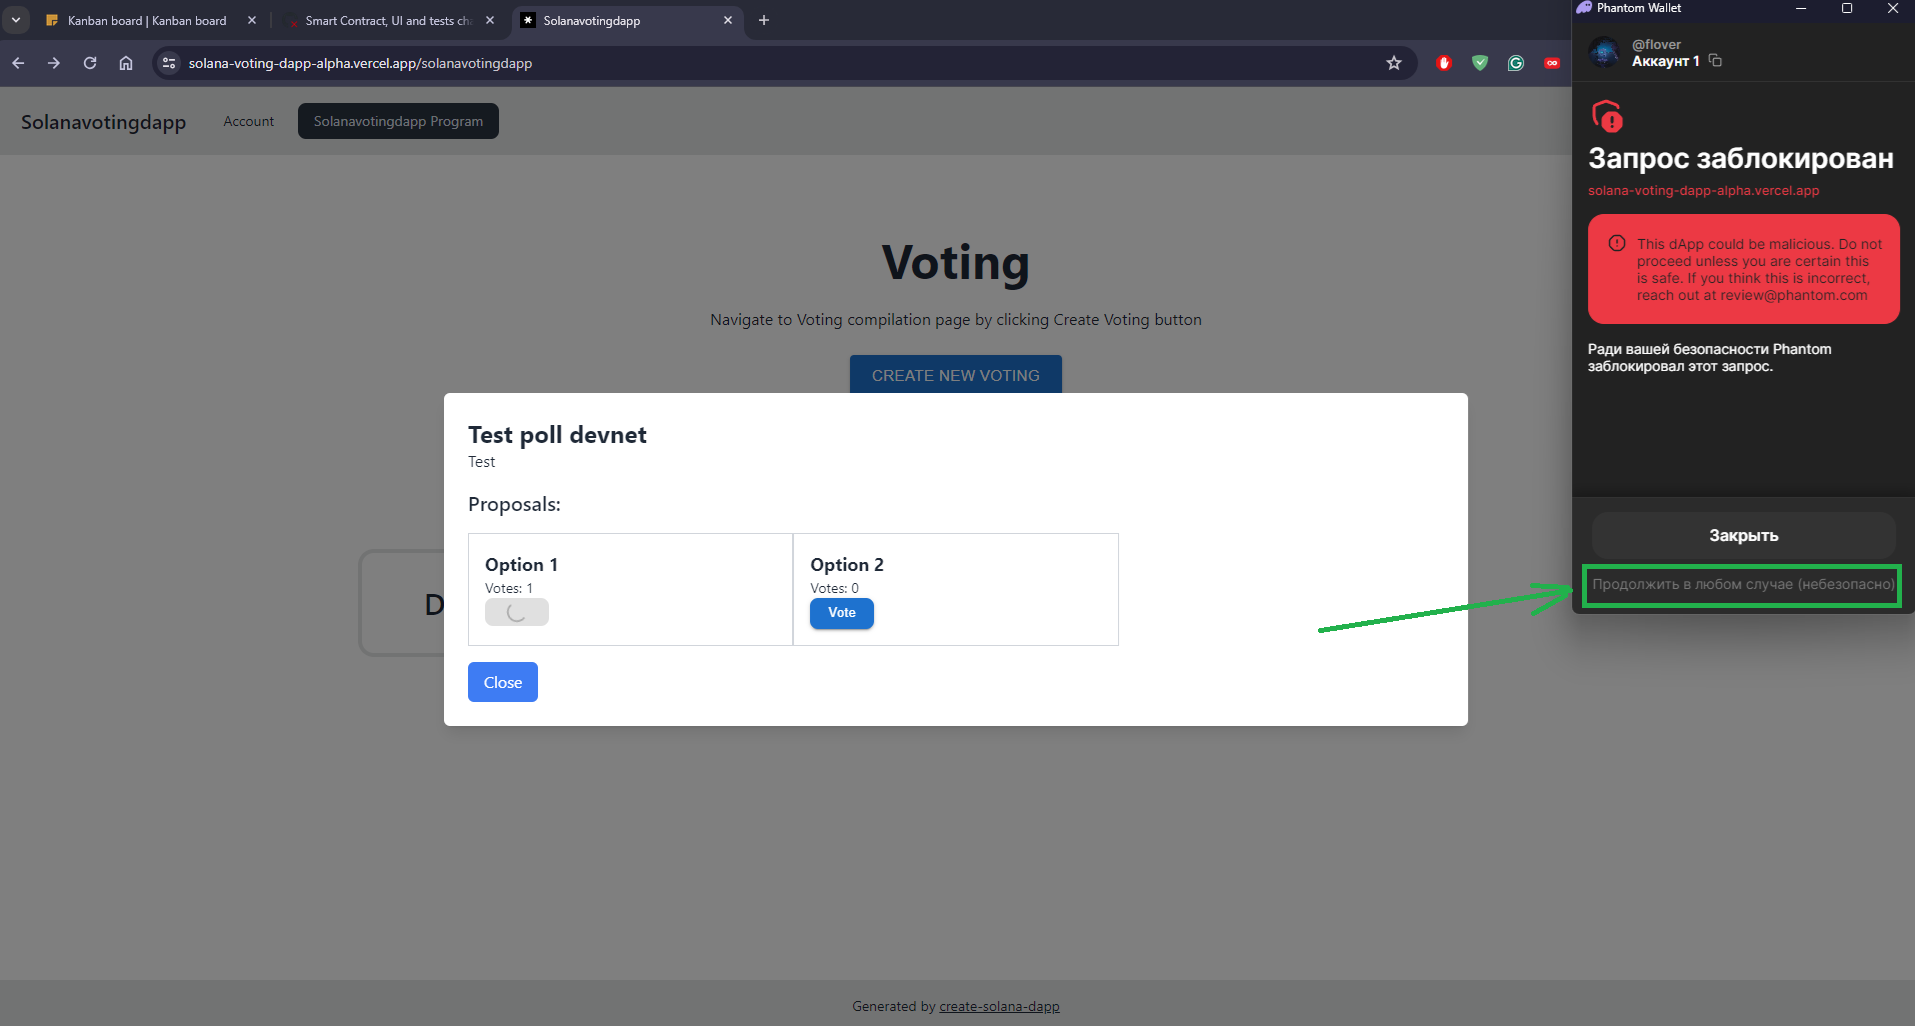 Kanban board | Kanban board
Smart Contract, UI and tests ch
Solanavotingdapp
solana-voting-dapp-alpha.vercel.app/solanavotingdapp
Solanavotingdapp
Account
Solanavotingdapp Program
Voting
Navigate to Voting compilation page by clicking Create Voting button
CREATE NEW VOTING
D
Test poll devnet
Test
Proposals:
Option 1
Votes: 1
Option 2
Votes: 0
Vote
Close
Generated by create-solana-dapp
Phantom Wallet
@flover
Аккаунт 1
Запрос заблокирован
solana-voting-dapp-alpha.vercel.app
This dApp could be malicious. Do not
proceed unless you are certain this
is safe. If you think this is incorrect,
reach out at review@phantom.com
Ради вашей безопасности Phantom
заблокировал этот запрос.
Закрыть
Продолжить в любом случае (небезопасно)